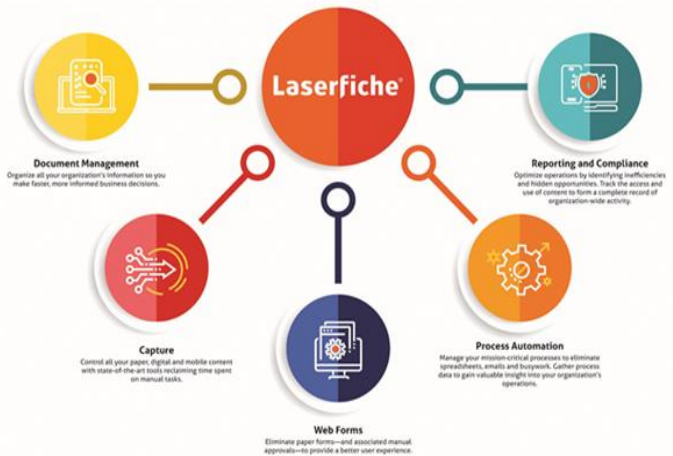 Laserfiche®
Document Management
Organize all your organization's information so you
make faster, more informed business decisions.
Reporting and Compliance
Optimize operations by identifying inefficiencies
and hidden opportunities. Track the access and
use of content to form a complete record of
organization-wide activity.
Capture
Control all your paper, digital and mobile content
with state-of-the-art tools reclaiming time spent
on manual tasks.
Process Automation
Manage your mission-critical processes to eliminate
spreadsheets, emails and busywork. Gather process
data to gain valuable insight into your organization's
operations.
Web Forms
Eliminate paper forms—and associated manual
approvals—to provide a better user experience.